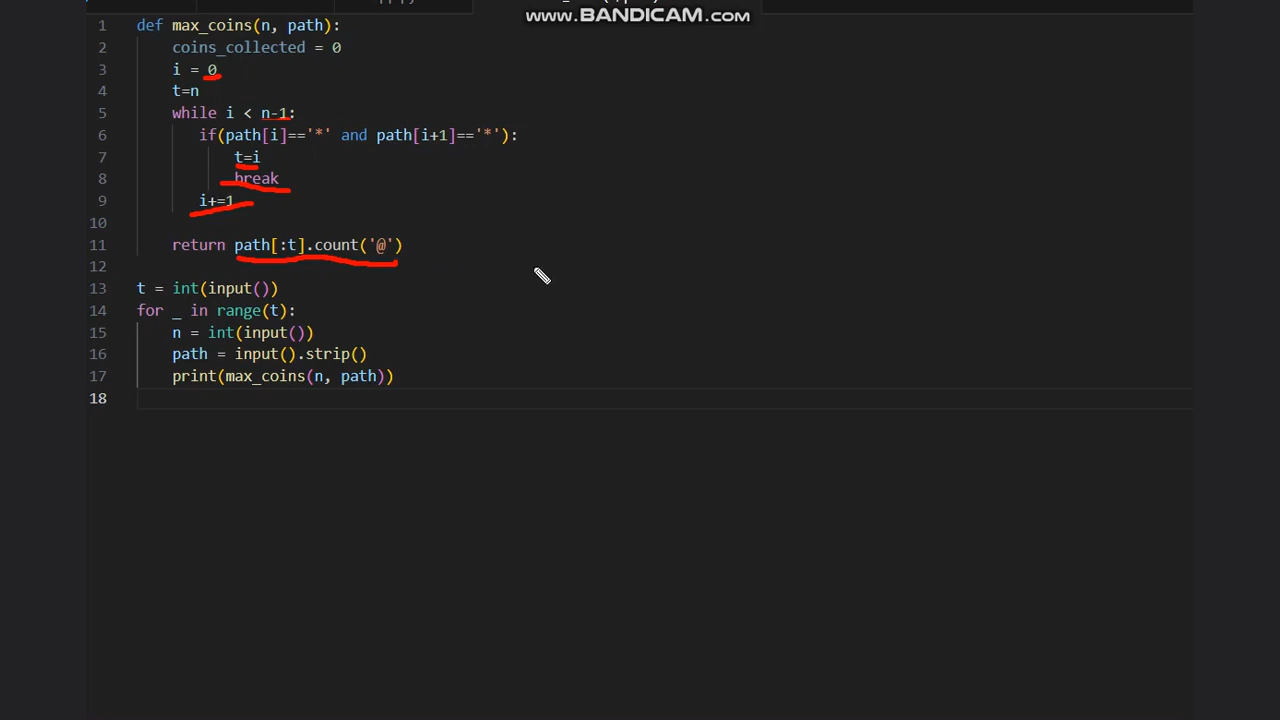 www.BANDICAM.com
1 def max_coins(n, path):
2 coins_collected = 0
3 i = 0
4 t=n
5 while i < n-1:
6 if(path[i]=='*' and path[i+1]=='*'):
7 t=i
8 break
9 i+=1
10
11 return path[:t].count('@')
12
13 t = int(input())
14 for _ in range(t):
15 n = int(input())
16 path = input().strip()
17 print(max_coins(n, path))
18